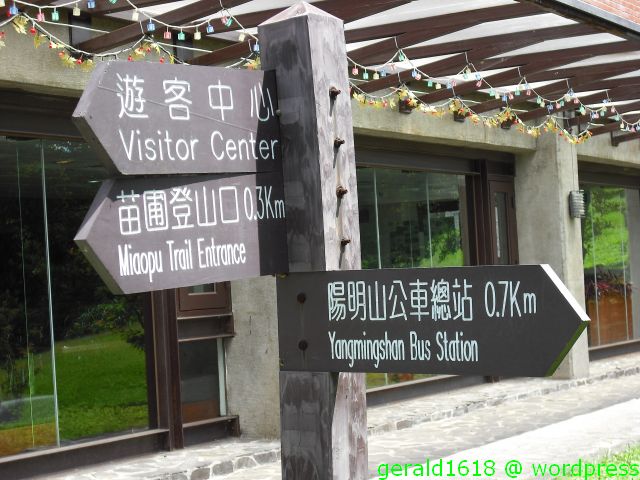 遊客中心
Visitor Center
苗圃登山口 0.3Km
Miaopu Trail Entrance
陽明山公車總站 0.7Km
Yangmingshan Bus Station
gerald1618 @ wordpress